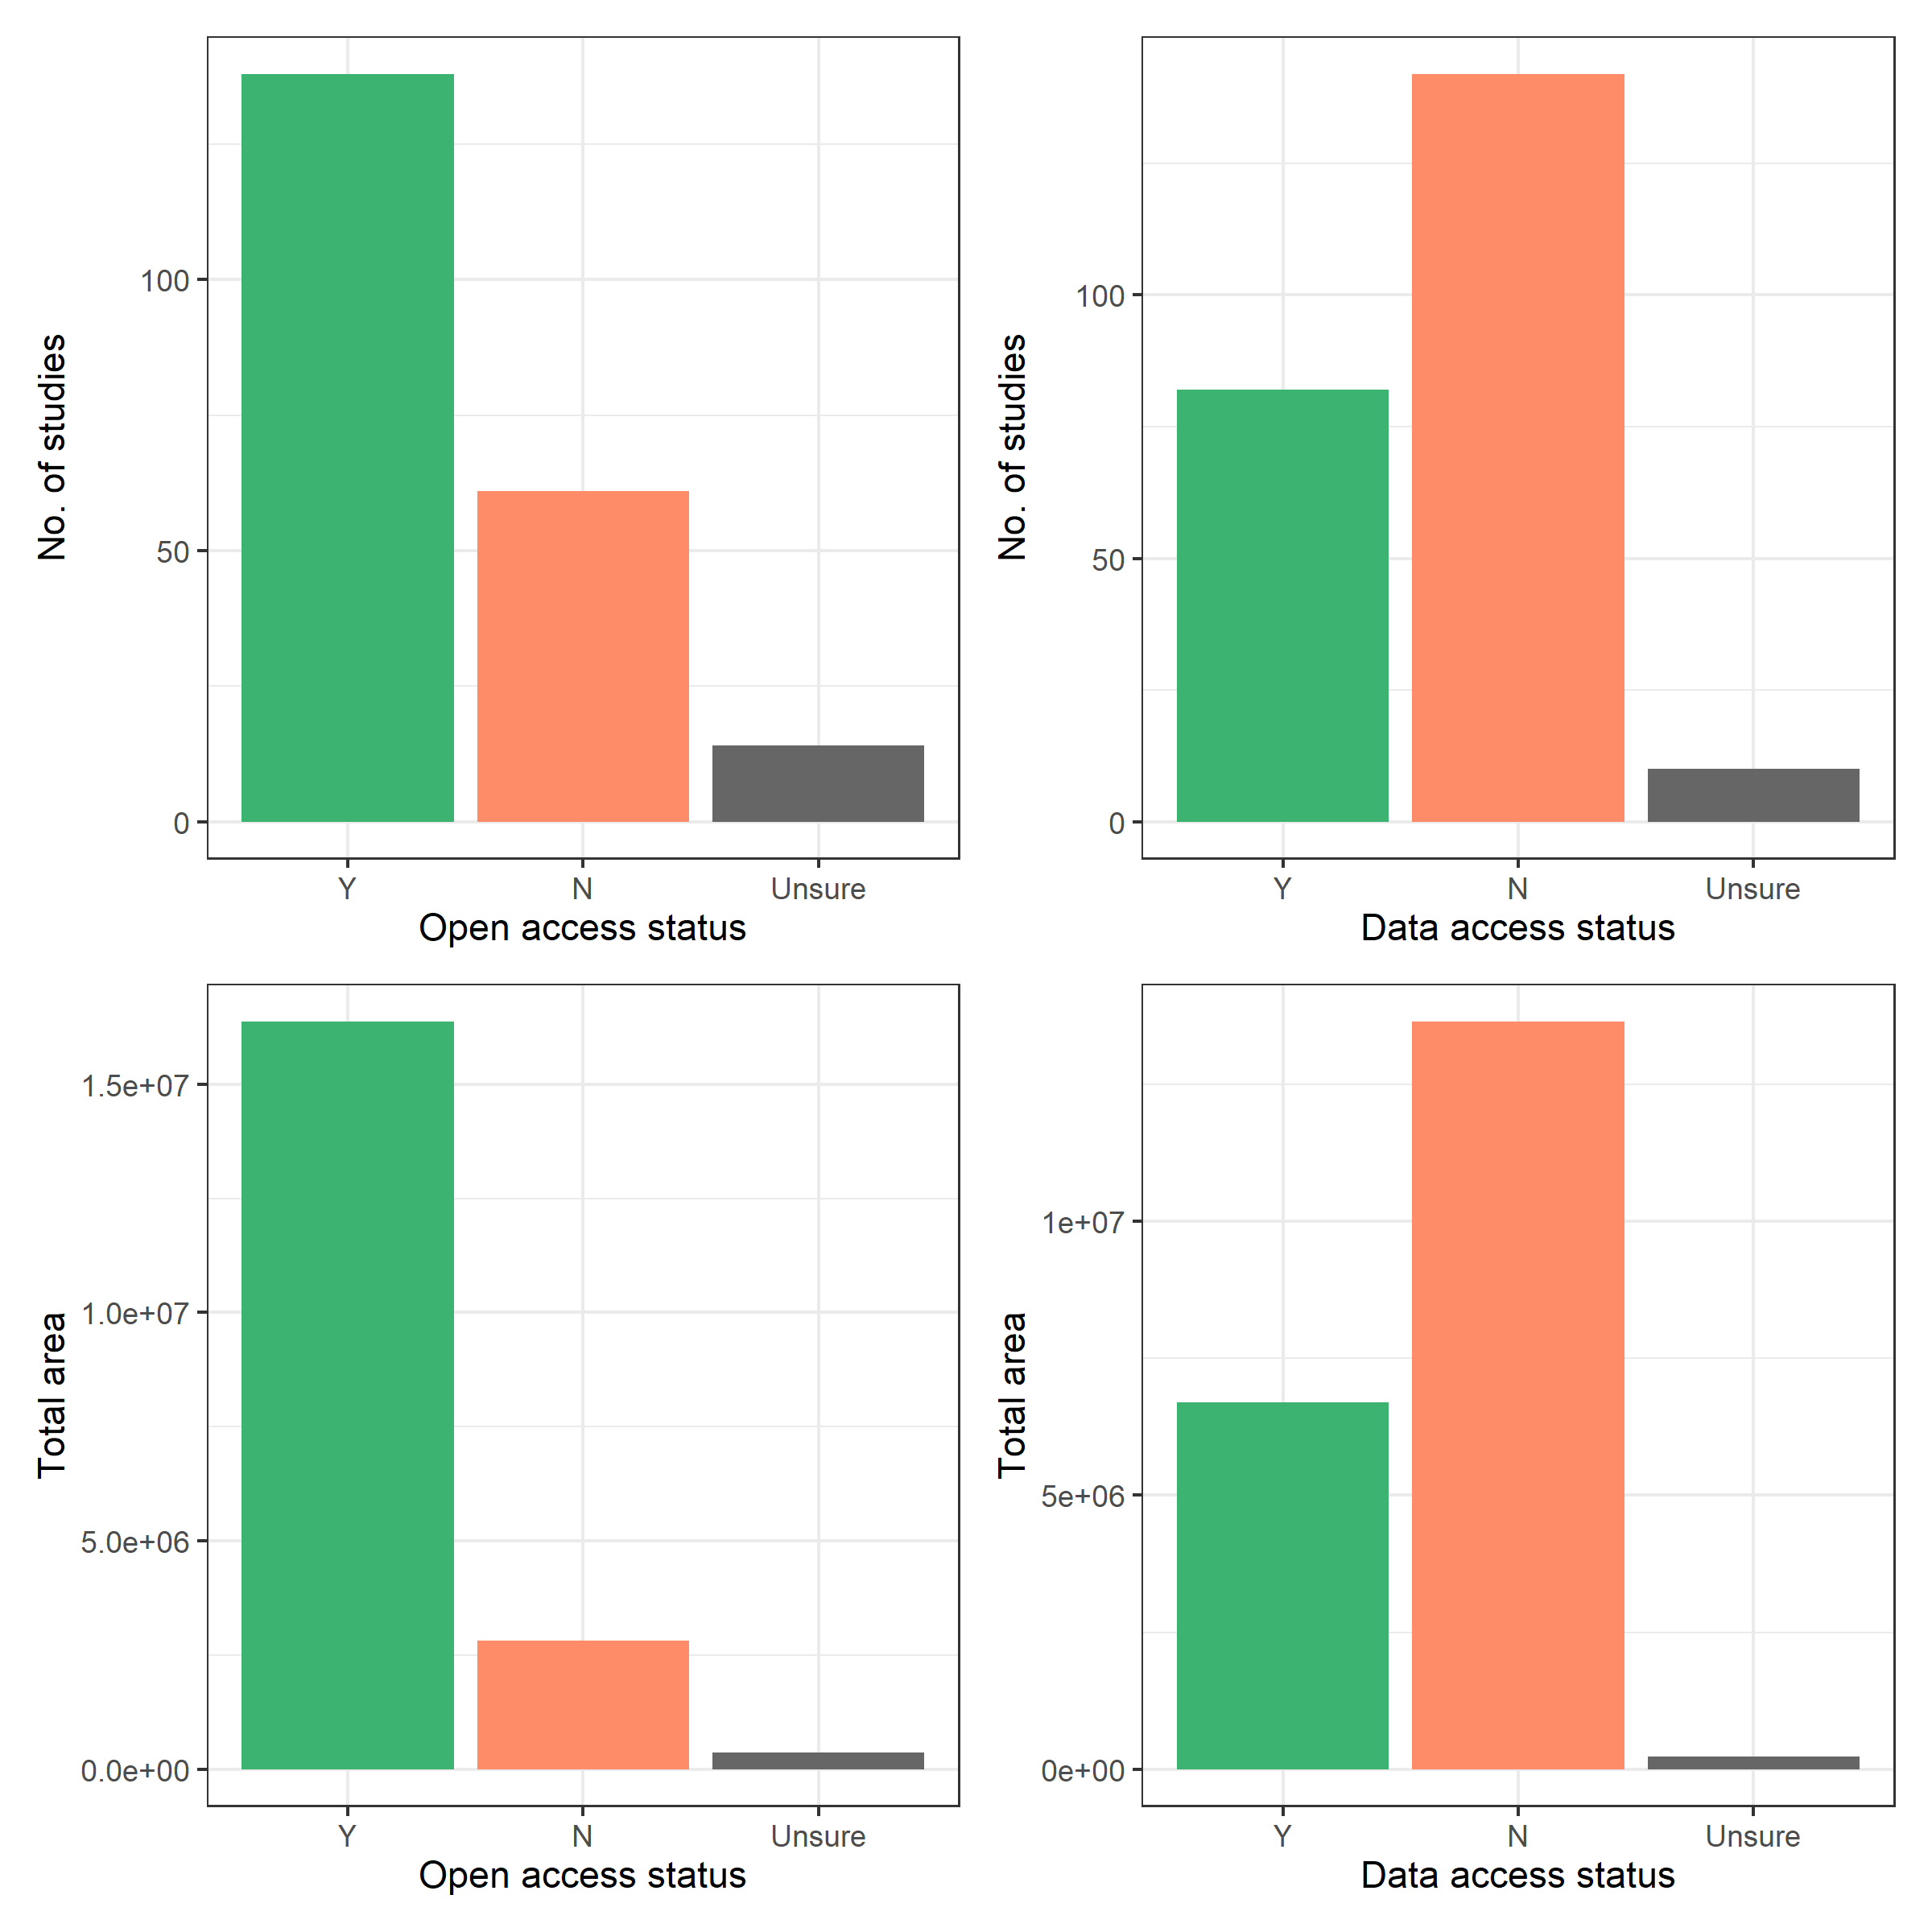 No. of studies
100
50
0
Y N Unsure
Open access status
No. of studies
100
50
0
Y N Unsure
Data access status
Total area
1.5e+07
1.0e+07
5.0e+06
0.0e+00
Y N Unsure
Open access status
Total area
1e+07
5e+06
0e+00
Y N Unsure
Data access status